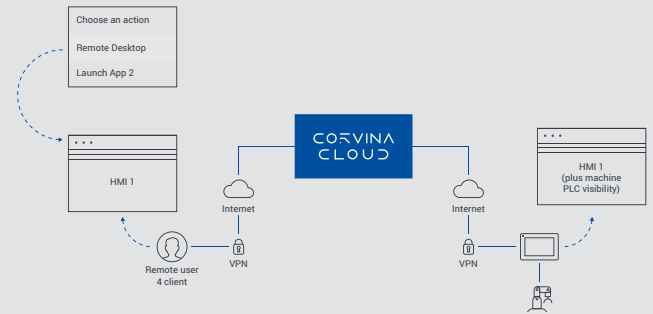 Choose an action
Remote Desktop
Launch App 2
CORVINA
CLOUD
HMI 1
HMI 1
(plus machine
PLC visibility)
Internet
Internet
VPN
VPN
Remote user
4 client